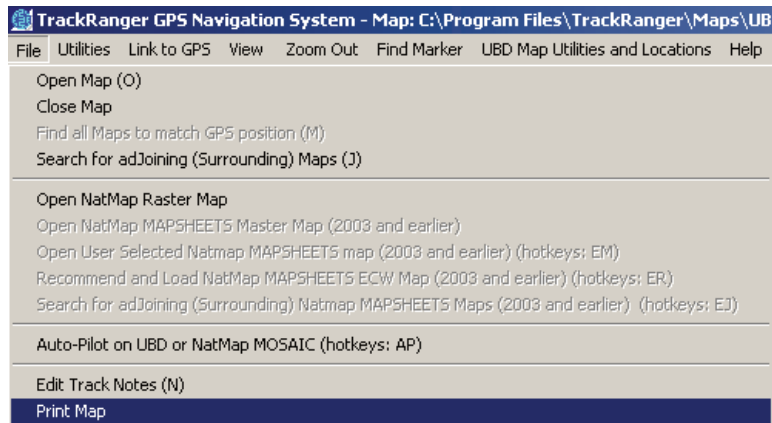 TrackRanger GPS Navigation System - Map: C:\Program Files\TrackRanger\Maps\UB
File Utilities Link to GPS View Zoom Out Find Marker UBD Map Utilities and Locations Help
Open Map (O)
Close Map
Find all Maps to match GPS position (M)
Search for adJoining (Surrounding) Maps (J)
Open NatMap Raster Map
Open NatMap MAPSHEETS Master Map (2003 and earlier)
Open User Selected Natmap MAPSHEETS map (2003 and earlier) (hotkeys: EM)
Recommend and Load NatMap MAPSHEETS ECW Map (2003 and earlier) (hotkeys: ER)
Search for adJoining (Surrounding) Natmap MAPSHEETS Maps (2003 and earlier) (hotkeys: EJ)
Auto-Pilot on UBD or NatMap MOSAIC (hotkeys: AP)
Edit Track Notes (N)
Print Map